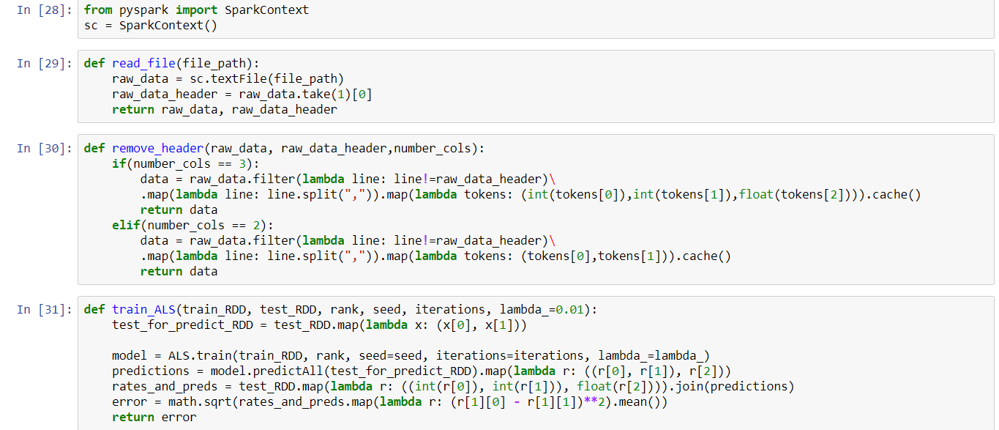 In [28]: from pyspark import SparkContext
sc = SparkContext()
In [29]: def read_file(file_path):
    raw_data = sc.textFile(file_path)
    raw_data_header = raw_data.take(1)[0]
    return raw_data, raw_data_header
In [30]: def remove_header(raw_data, raw_data_header,number_cols):
    if(number_cols == 3):
        data = raw_data.filter(lambda line: line!=raw_data_header)\
        .map(lambda line: line.split(",")).map(lambda tokens: (int(tokens[0]),int(tokens[1]),float(tokens[2]))).cache()
        return data
    elif(number_cols == 2):
        data = raw_data.filter(lambda line: line!=raw_data_header)\
        .map(lambda line: line.split(",")).map(lambda tokens: (tokens[0],tokens[1])).cache()
        return data
In [31]: def train_ALS(train_RDD, test_RDD, rank, seed, iterations, lambda_=0.01):
    test_for_predict_RDD = test_RDD.map(lambda x: (x[0], x[1]))
    model = ALS.train(train_RDD, rank, seed=seed, iterations=iterations, lambda_=lambda_)
    predictions = model.predictAll(test_for_predict_RDD).map(lambda r: ((r[0], r[1]), r[2]))
    rates_and_preds = test_RDD.map(lambda r: ((int(r[0]), int(r[1])), float(r[2]))).join(predictions)
    error = math.sqrt(rates_and_preds.map(lambda r: (r[1][0] - r[1][1])**2).mean())
    return error